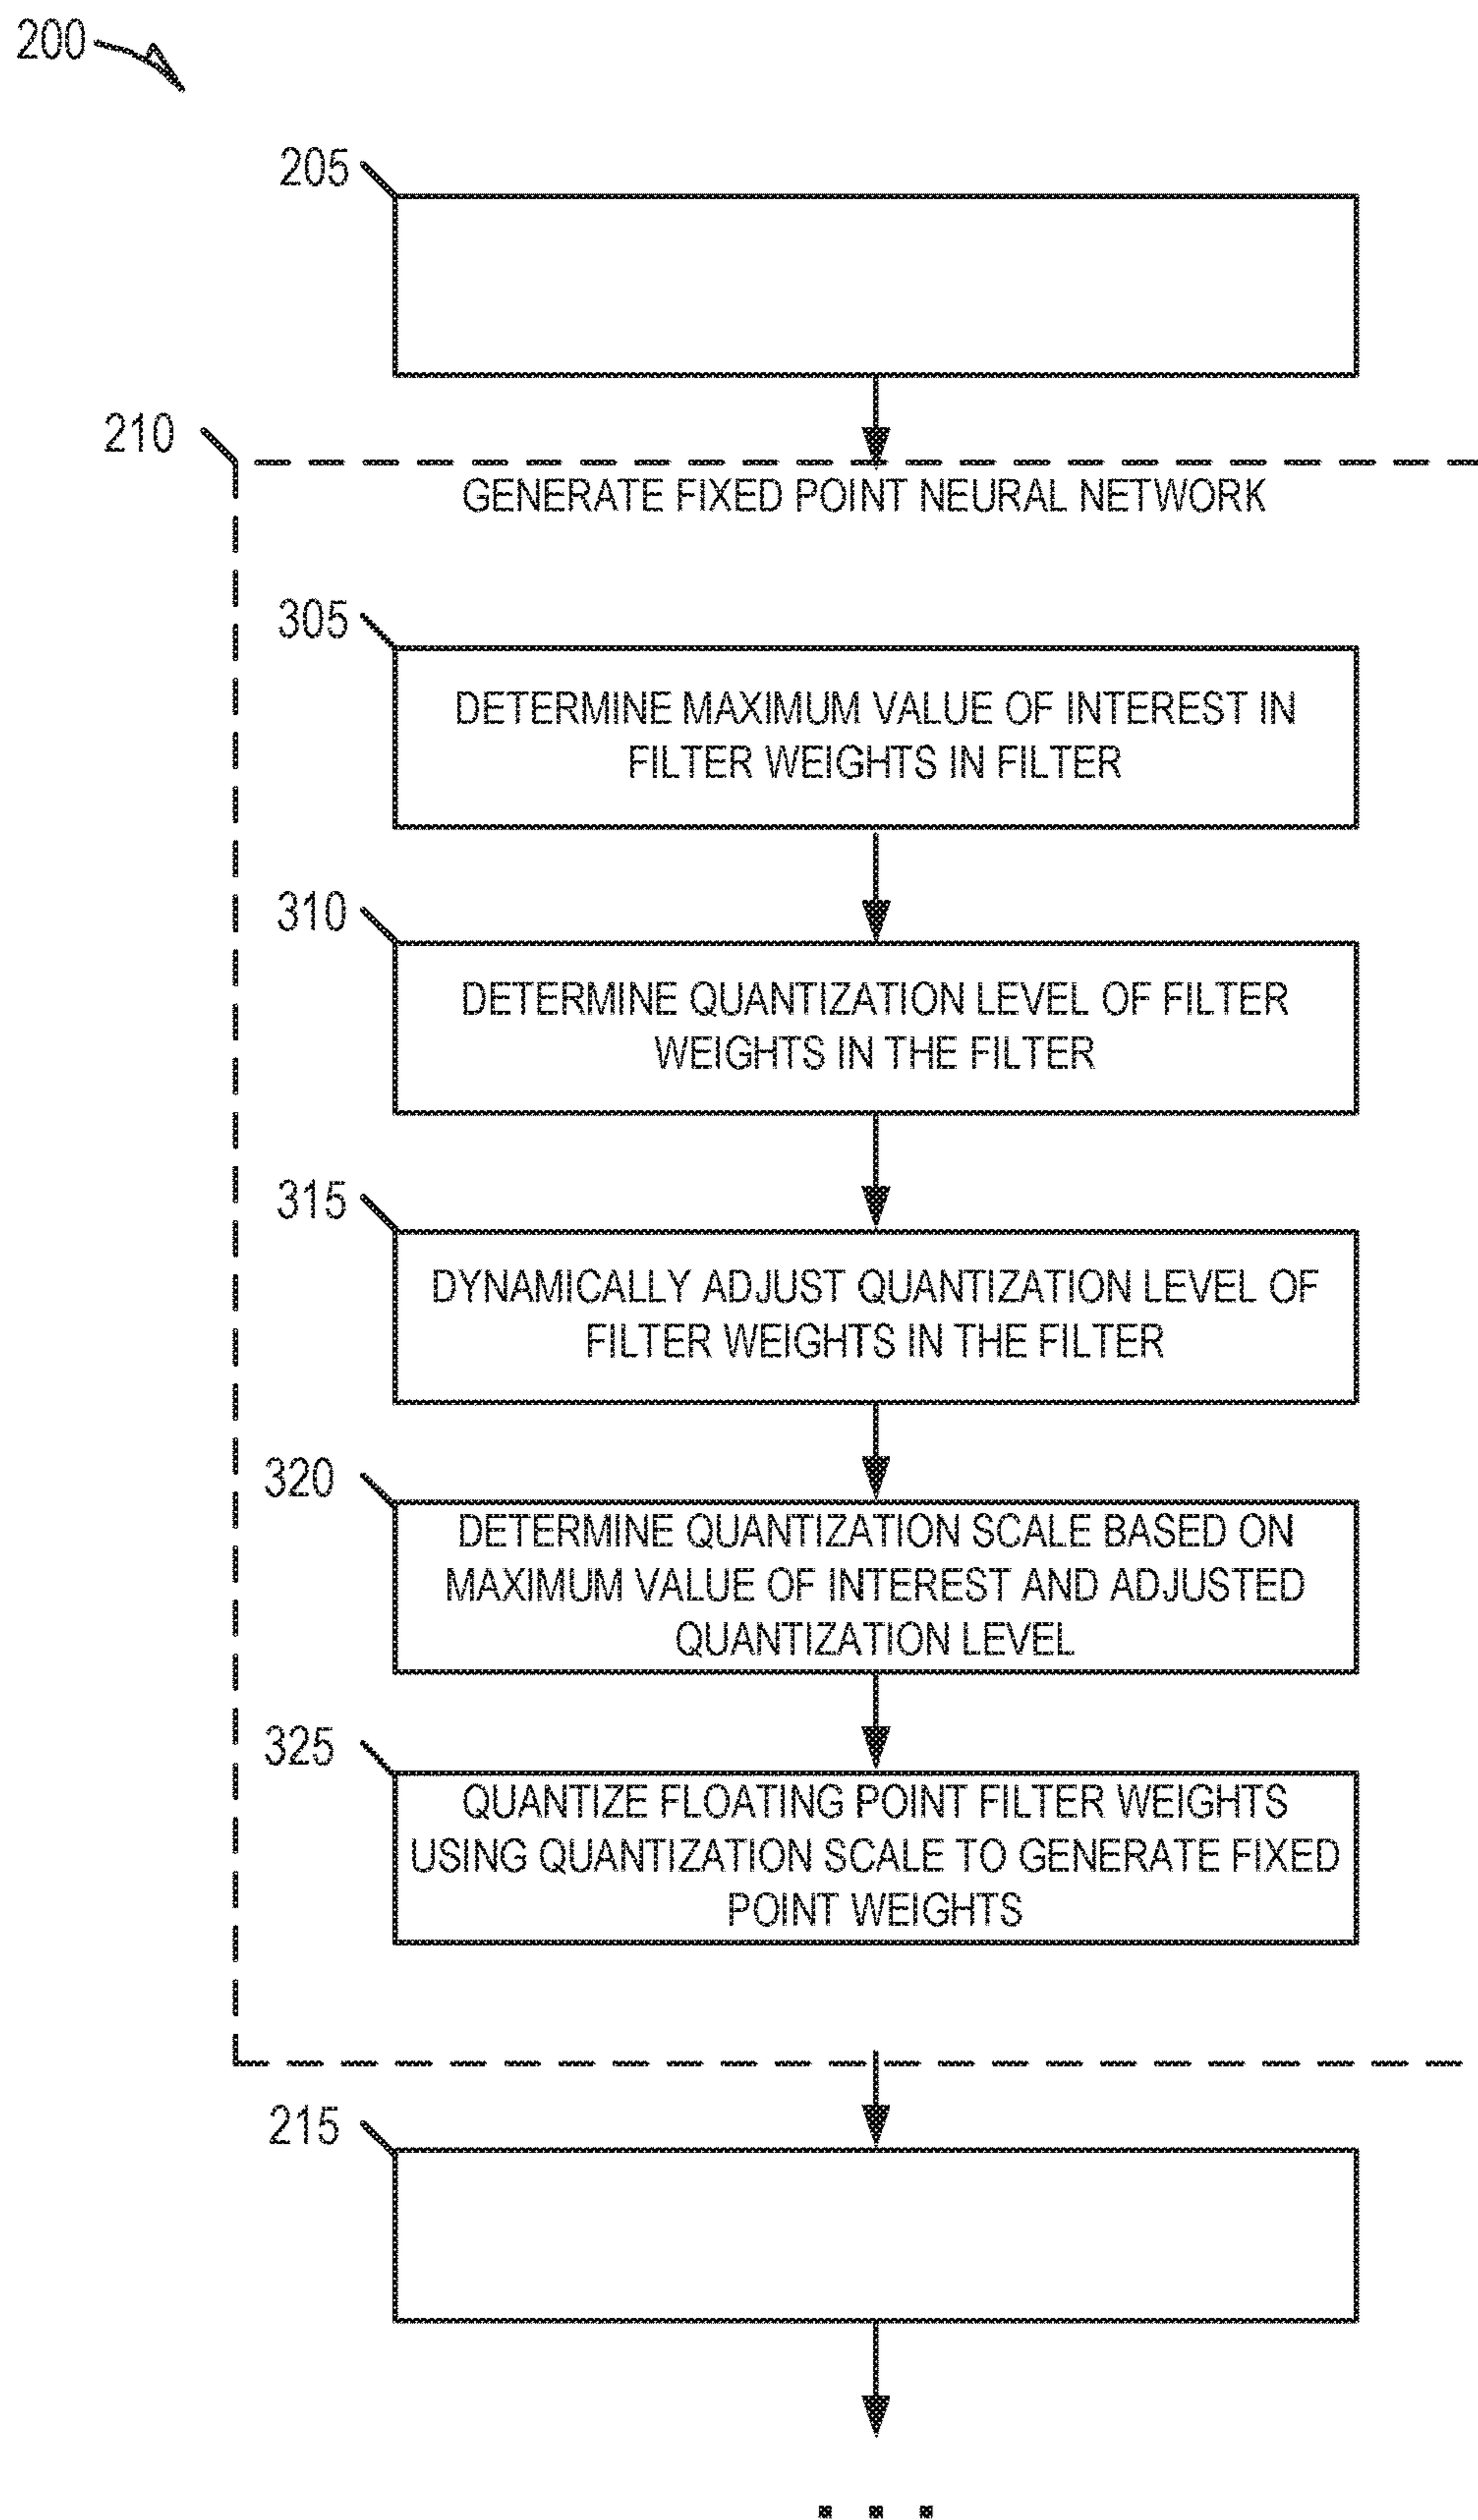 200
205
210
GENERATE FIXED POINT NEURAL NETWORK
305
DETERMINE MAXIMUM VALUE OF INTEREST IN
FILTER WEIGHTS IN FILTER
310
DETERMINE QUANTIZATION LEVEL OF FILTER
WEIGHTS IN THE FILTER
315
DYNAMICALLY ADJUST QUANTIZATION LEVEL OF
FILTER WEIGHTS IN THE FILTER
320
DETERMINE QUANTIZATION SCALE BASED ON
MAXIMUM VALUE OF INTEREST AND ADJUSTED
QUANTIZATION LEVEL
325
QUANTIZE FLOATING POINT FILTER WEIGHTS
USING QUANTIZATION SCALE TO GENERATE FIXED
POINT WEIGHTS
215
...